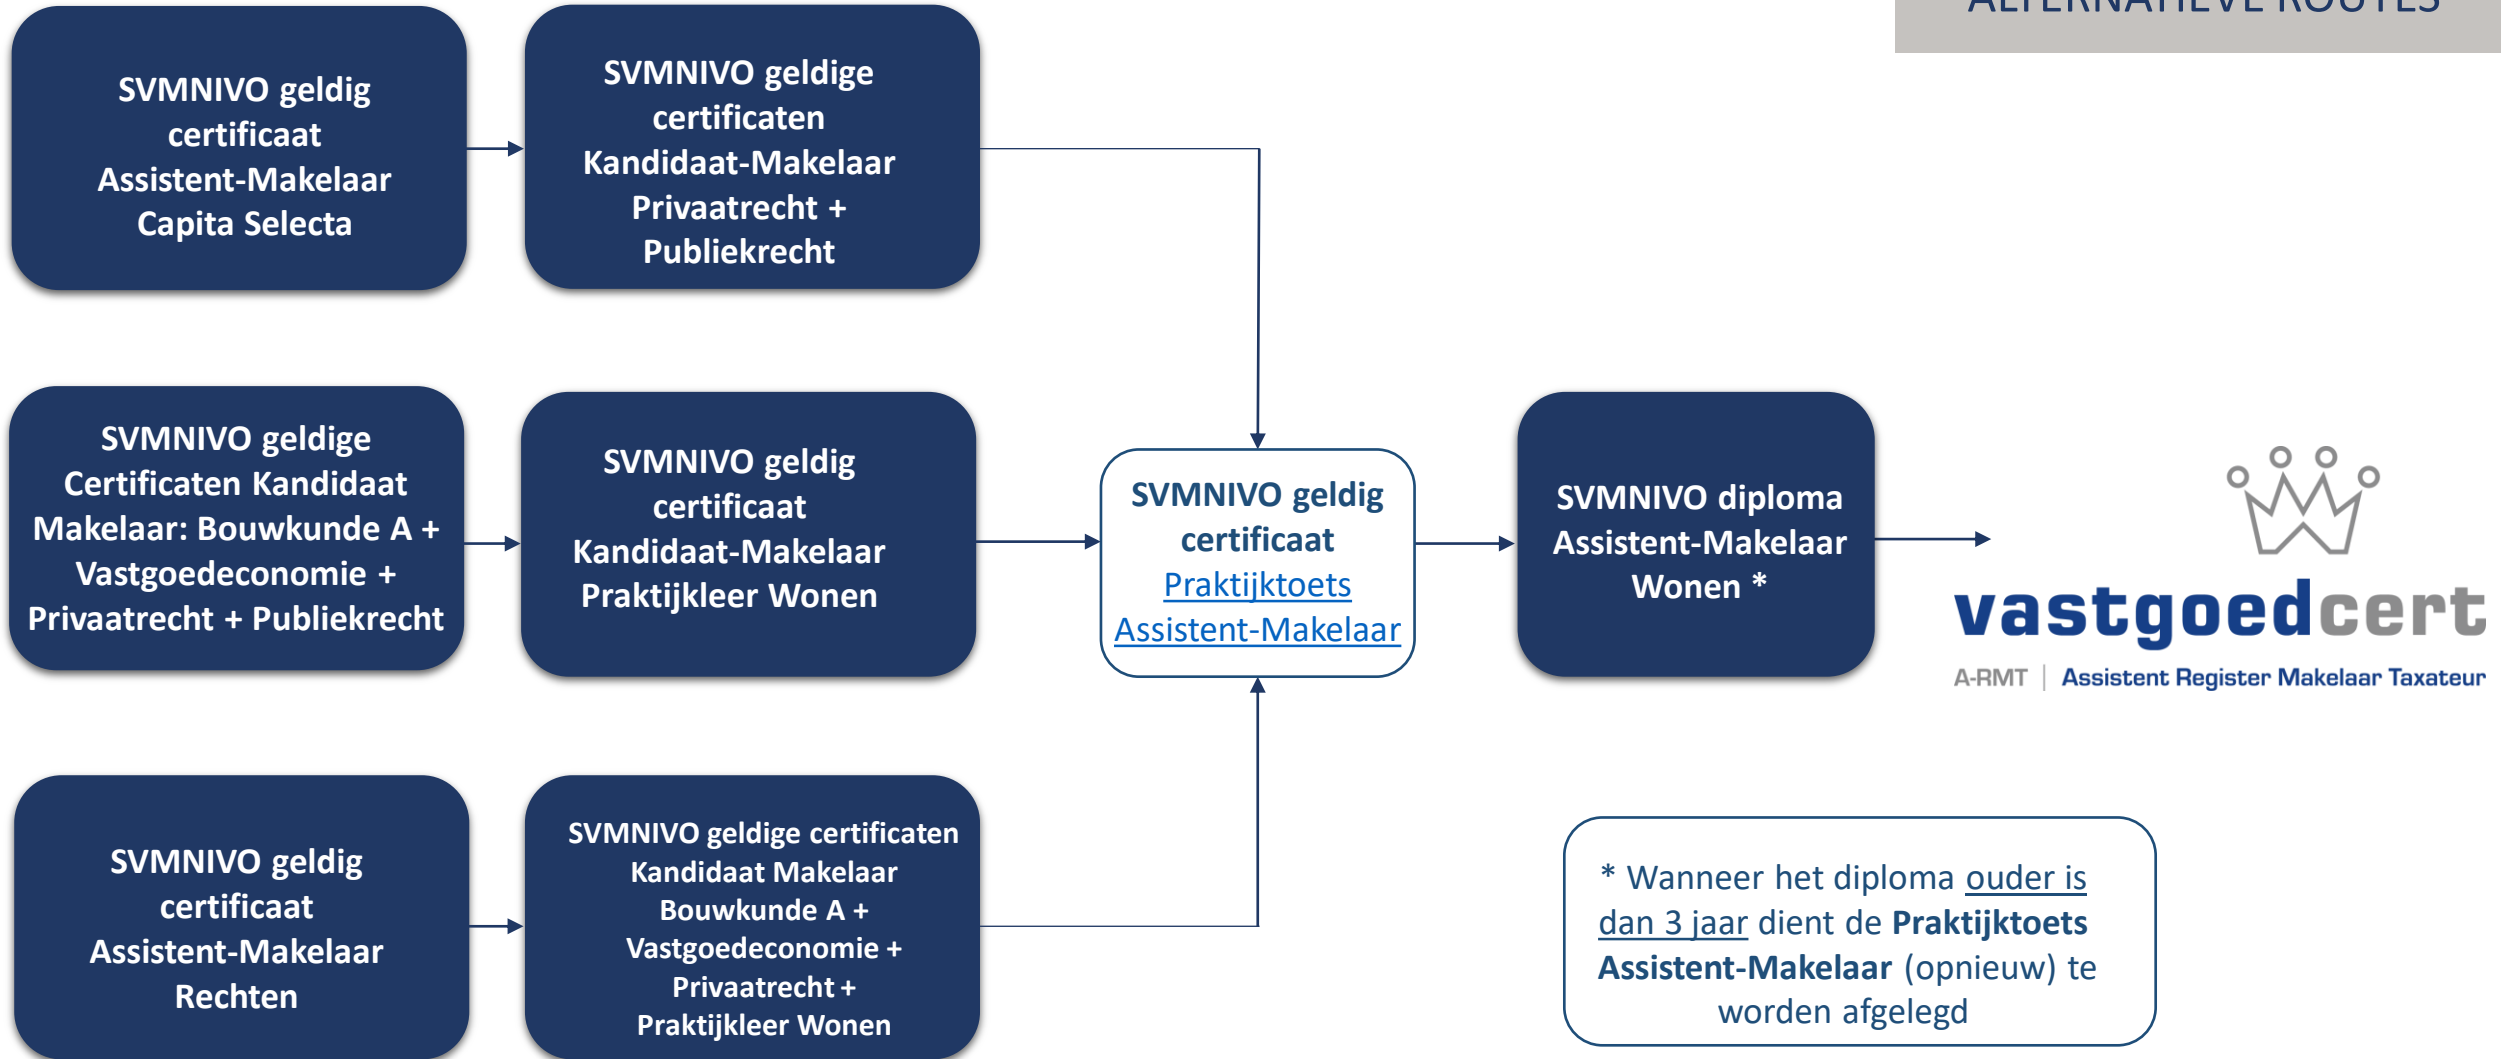 ALTERNATIEVE ROUTES
SVMNIVO geldig
certificaat
Assistent-Makelaar
Capita Selecta
SVMNIVO geldige
certificaten
Kandidaat-Makelaar
Privaatrecht +
Publiekrecht
SVMNIVO geldige
Certificaten Kandidaat
Makelaar: Bouwkunde A +
Vastgoedeconomie +
Privaatrecht + Publiekrecht
SVMNIVO geldig
certificaat
Kandidaat-Makelaar
Praktijkleer Wonen
SVMNIVO geldig
certificaat
Praktijktoets
Assistent-Makelaar
SVMNIVO diploma
Assistent-Makelaar
Wonen *
vastgoedcert
A-RMT | Assistent Register Makelaar Taxateur
SVMNIVO geldig
certificaat
Assistent-Makelaar
Rechten
SVMNIVO geldige certificaten
Kandidaat Makelaar
Bouwkunde A +
Vastgoedeconomie +
Privaatrecht +
Praktijkleer Wonen
* Wanneer het diploma ouder is
dan 3 jaar dient de Praktijktoets
Assistent-Makelaar (opnieuw) te
worden afgelegd